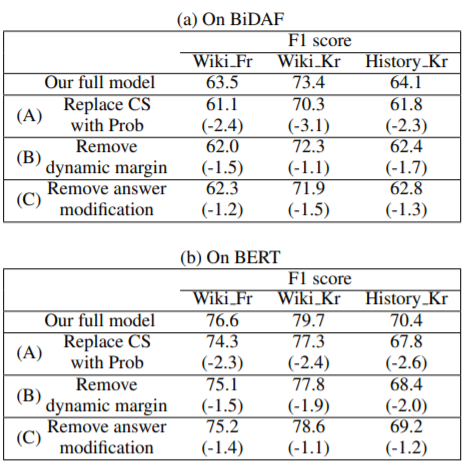 (a) On BiDAF
F1 score
Wiki_Fr Wiki_Kr History_Kr
Our full model 63.5 73.4 64.1
(A) Replace CS with Prob 61.1 70.3 61.8
(-2.4) (-3.1) (-2.3)
(B) Remove dynamic margin 62.0 72.3 62.4
(-1.5) (-1.1) (-1.7)
(C) Remove answer modification 62.3 71.9 62.8
(-1.2) (-1.5) (-1.3)
(b) On BERT
F1 score
Wiki_Fr Wiki_Kr History_Kr
Our full model 76.6 79.7 70.4
(A) Replace CS with Prob 74.3 77.3 67.8
(-2.3) (-2.4) (-2.6)
(B) Remove dynamic margin 75.1 77.8 68.4
(-1.5) (-1.9) (-2.0)
(C) Remove answer modification 75.2 78.6 69.2
(-1.4) (-1.1) (-1.2)